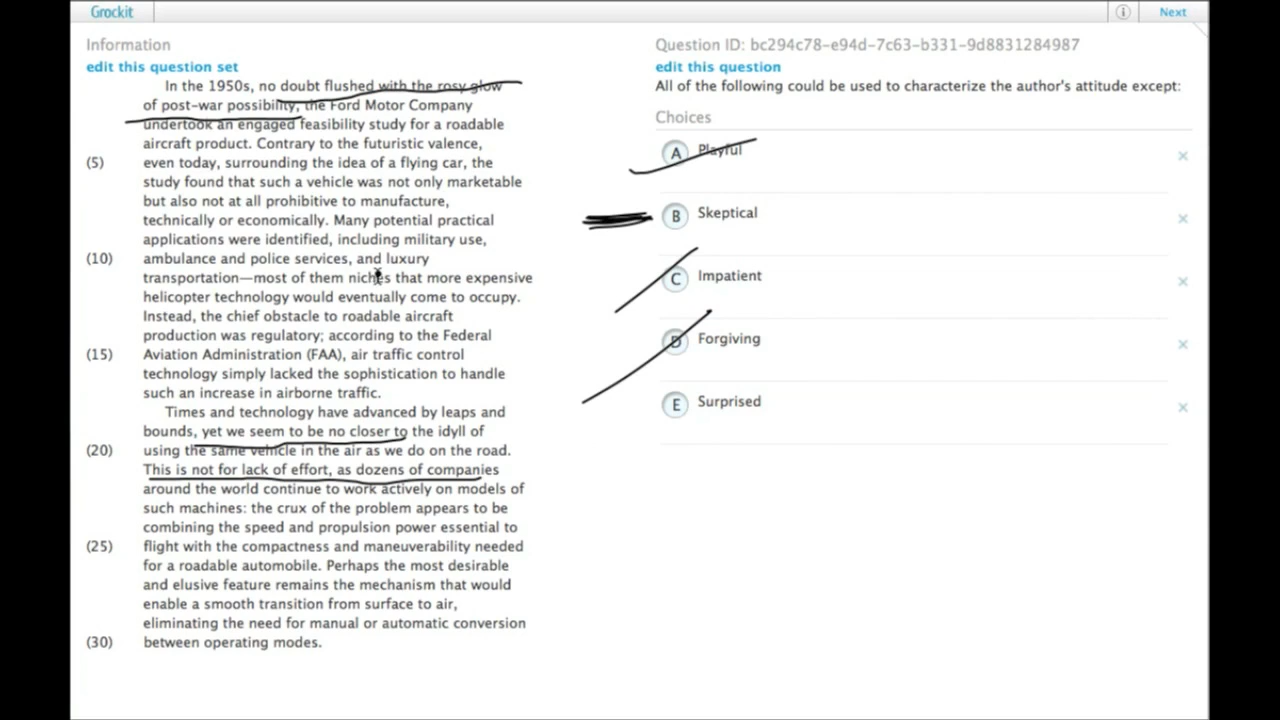 Grockit
i
Next
Information
edit this question set
In the 1950s, no doubt flushed with the rosy glow
of post-war possibility, the Ford Motor Company
undertook an engaged feasibility study for a roadable
aircraft product. Contrary to the futuristic valence,
(5) even today, surrounding the idea of a flying car, the
study found that such a vehicle was not only marketable
but also not at all prohibitive to manufacture,
technically or economically. Many potential practical
applications were identified, including military use,
(10) ambulance and police services, and luxury
transportation—most of them niches that more expensive
helicopter technology would eventually come to occupy.
Instead, the chief obstacle to roadable aircraft
production was regulatory; according to the Federal
(15) Aviation Administration (FAA), air traffic control
technology simply lacked the sophistication to handle
such an increase in airborne traffic.
Times and technology have advanced by leaps and
bounds, yet we seem to be no closer to the idyll of
(20) using the same vehicle in the air as we do on the road.
This is not for lack of effort, as dozens of companies
around the world continue to work actively on models of
such machines: the crux of the problem appears to be
combining the speed and propulsion power essential to
(25) flight with the compactness and maneuverability needed
for a roadable automobile. Perhaps the most desirable
and elusive feature remains the mechanism that would
enable a smooth transition from surface to air,
eliminating the need for manual or automatic conversion
(30) between operating modes.
Question ID: bc294c78-e94d-7c63-b331-9d8831284987
edit this question
All of the following could be used to characterize the author's attitude except:
Choices
A Playful
B Skeptical
C Impatient
D Forgiving
E Surprised